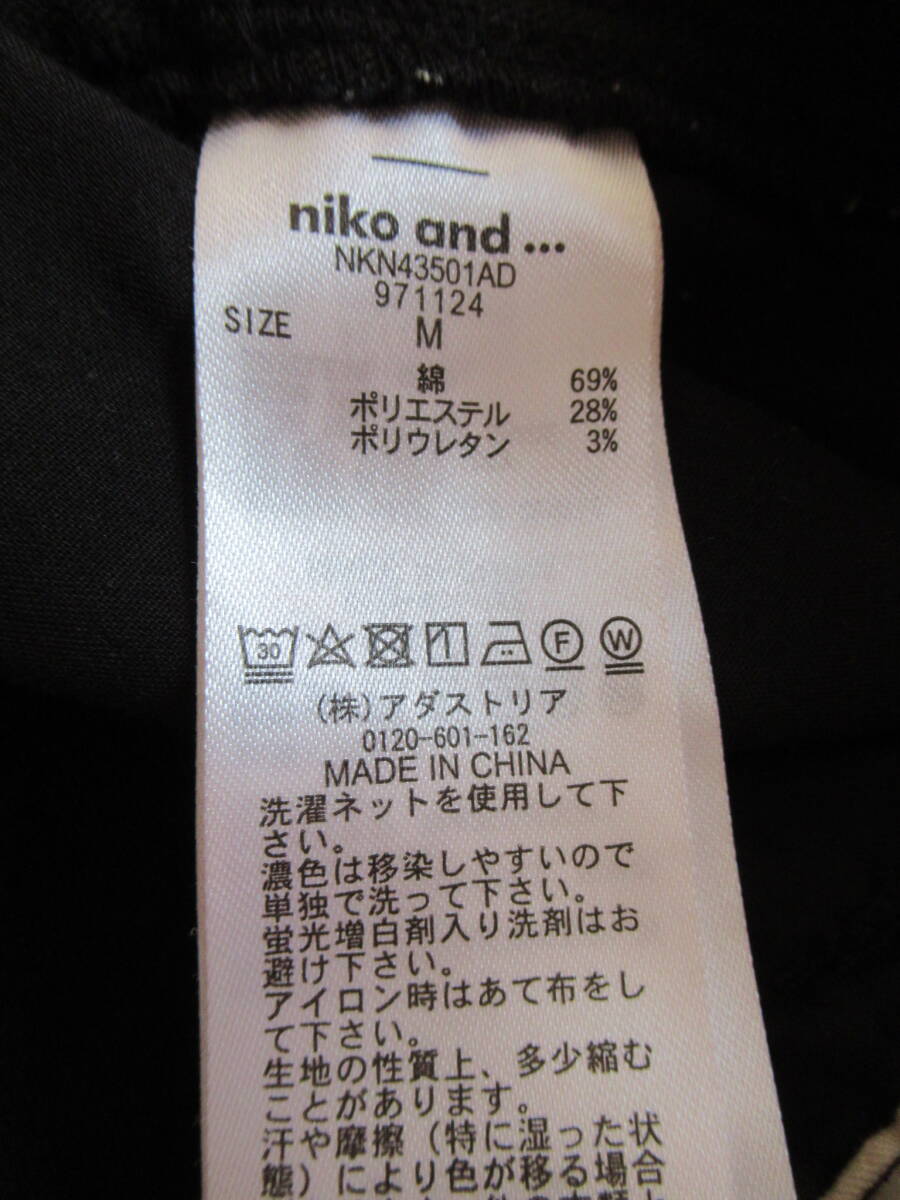 niko and ...
NKN43501AD
971124
SIZE M
綿 69%
ポリエステル 28%
ポリウレタン 3%
30 F W
(株)アダストリア
0120-601-162
MADE IN CHINA
洗濯ネットを使用して下
さい。
濃色は移染しやすいので
単独で洗って下さい。
蛍光増白剤入り洗剤はお
避け下さい。
アイロン時はあて布をし
て下さい。
生地の性質上、多少縮む
ことがあります。
汗や摩擦(特に湿った状
態)により色が移る場合